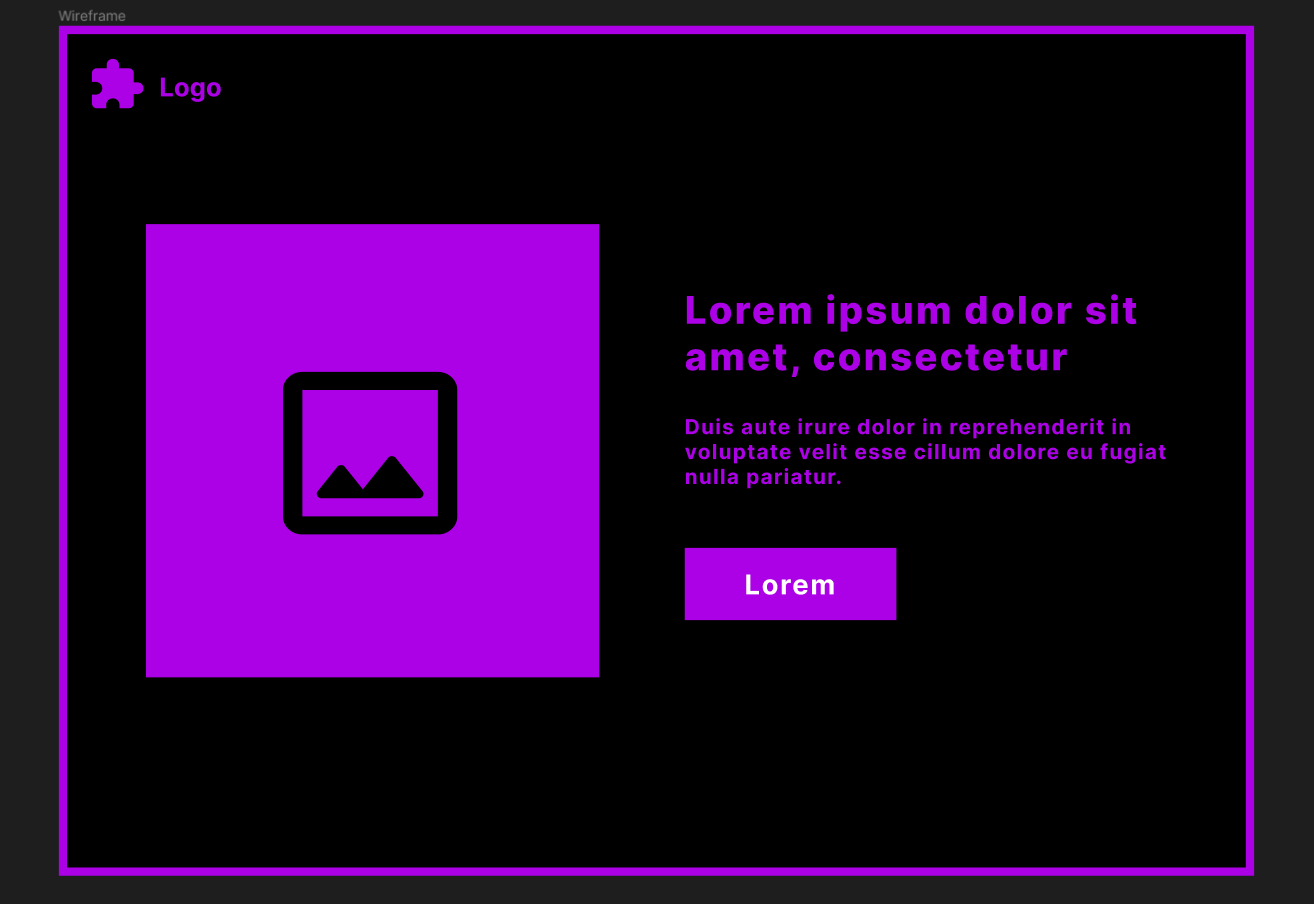 Wireframe
Logo
Lorem ipsum dolor sit
amet, consectetur
Duis aute irure dolor in reprehenderit in
voluptate velit esse cillum dolore eu fugiat
nulla pariatur.
Lorem